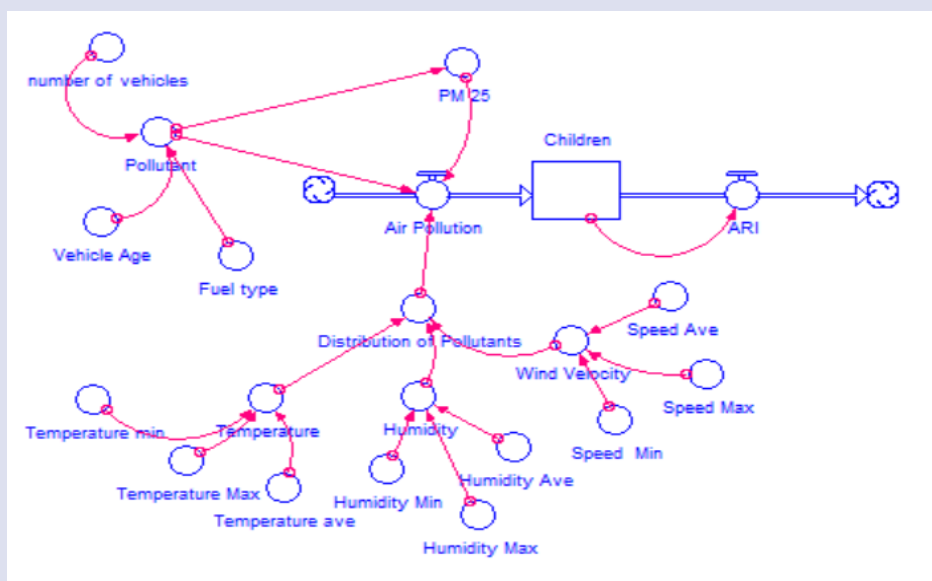 number of vehicles
PM 25
Pollutant
Children
Air Pollution
ARI
Vehicle Age
Fuel type
Speed Ave
Distribution of Pollutants
Wind Velocity
Speed Max
Temperature min
Temperature
Humidity
Speed Min
Temperature Max
Humidity Min
Humidity Ave
Temperature ave
Humidity Max